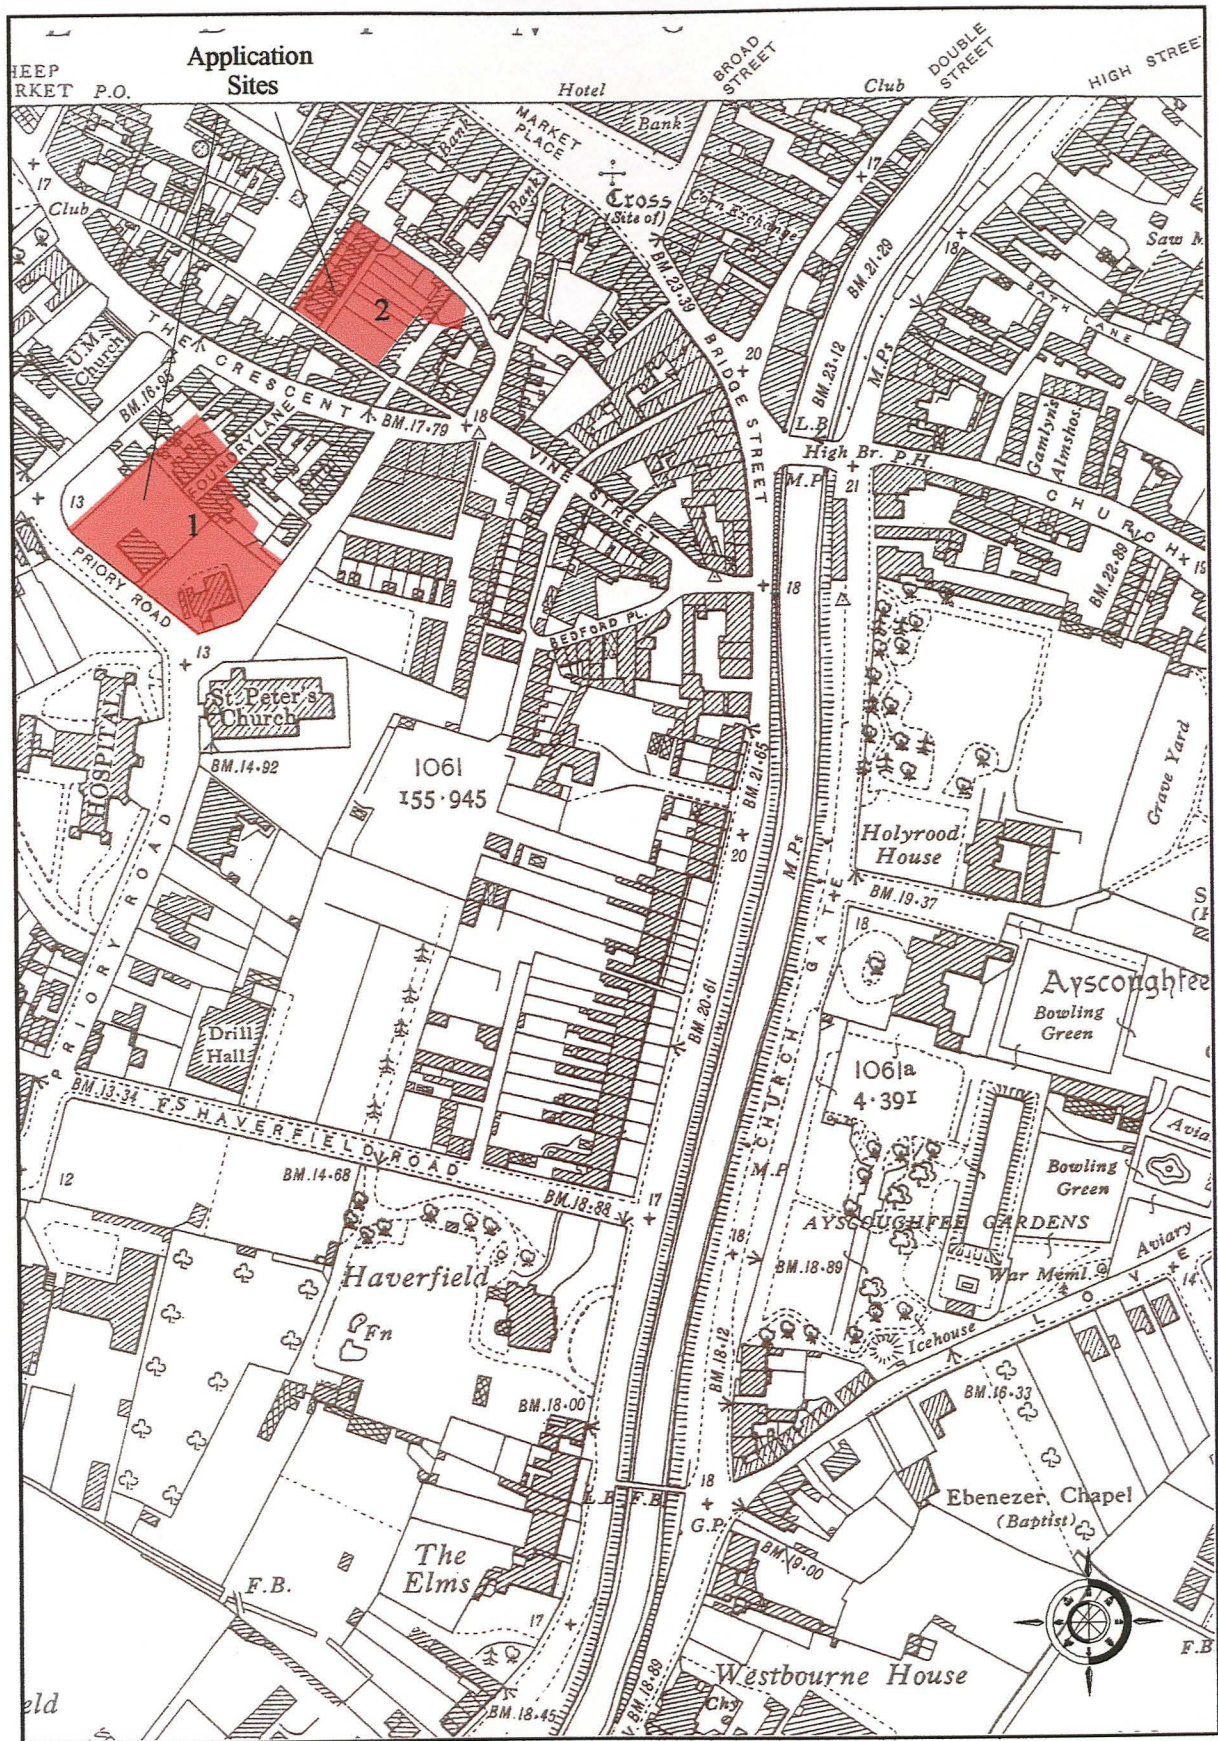 Application
Sites
P.O.
Hotel
BROAD
STREET
Club
DOUBLE
STREET
HIGH STREE
Bank
MARKET
PLACE
Bank
Bank
Cross
(Site of)
Corn Exchange
17
17
Club
18
Saw M
BM.23·39
BM.21·29
BATH LANE
2
U.M.
Church
THE CRESCENT
BM.16·95
BM.17·79
18
FOUNDRY LANE
1
13
PRIORY ROAD
13
VINE STREET
BRIDGE STREET
20
BM.23·12
M.Ps
L.B
High Br.
P.H.
M.P
21
Gamlyn's
Almshos.
CHURCH
BM.22·89
19
18
BEDFORD PL.
HOSPITAL
St. Peter's
Church
BM.14·92
1061
155·945
BM.21·65
20
M.Ps
Grave Yard
Holyrood
House
BM.19·37
18
PRIORY ROAD
Drill
Hall
BM.20·61
CHURCH GATE
Ayscoughfee
Bowling
Green
1061a
4·391
BM.13·34
F.S
HAVERFIELD ROAD
BM.14·68
BM.18·88
17
12
M.P
Bowling
Green
Avia
AYSCOUGHFEE GARDENS
18
BM.18·89
War Meml.
Aviary
LOVE
14
Haverfield
Fn
Icehouse
BM.18·12
BM.16·33
BM.18·00
L.B
F.B.
18
G.P.
Ebenezer Chapel
(Baptist)
BM.19·00
The
Elms
F.B.
17
F.B
Westbourne House
Chy
BM.18·89
BM.18·45
eld